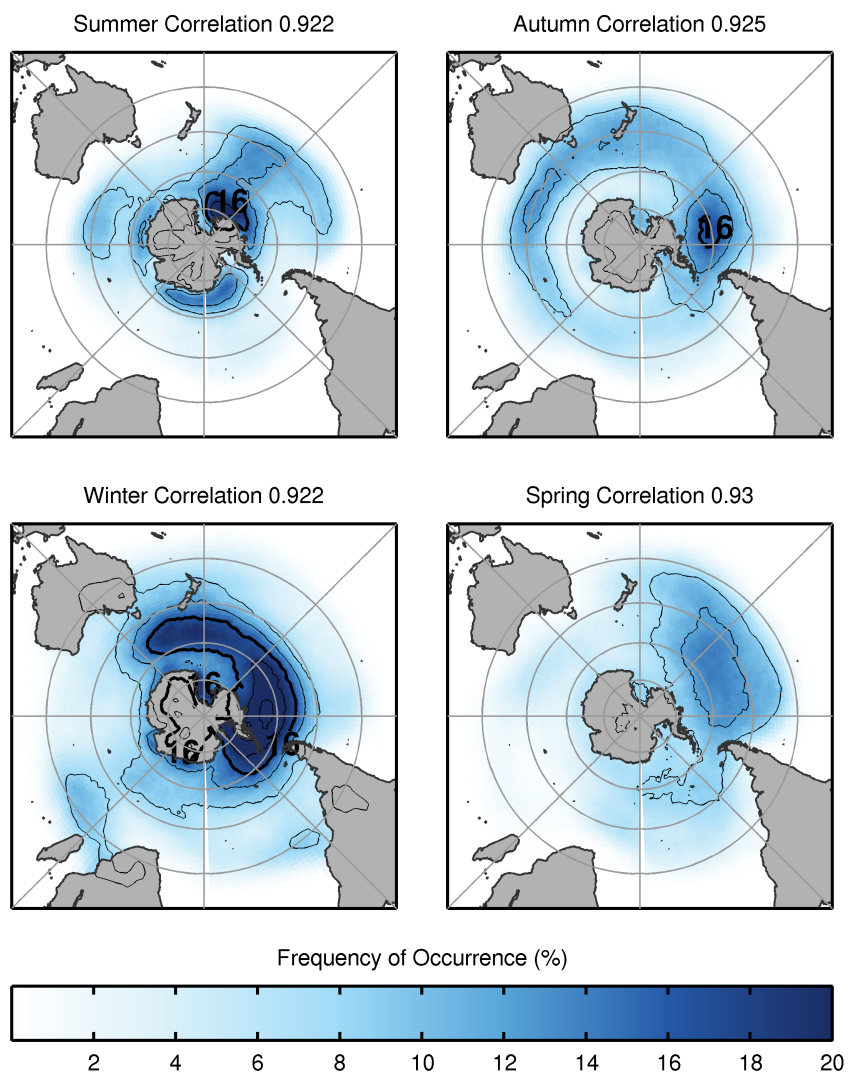 Summer Correlation 0.922
Autumn Correlation 0.925
16
16
Winter Correlation 0.922
Spring Correlation 0.93
16
16
16
Frequency of Occurrence (%)
2 4 6 8 10 12 14 16 18 20